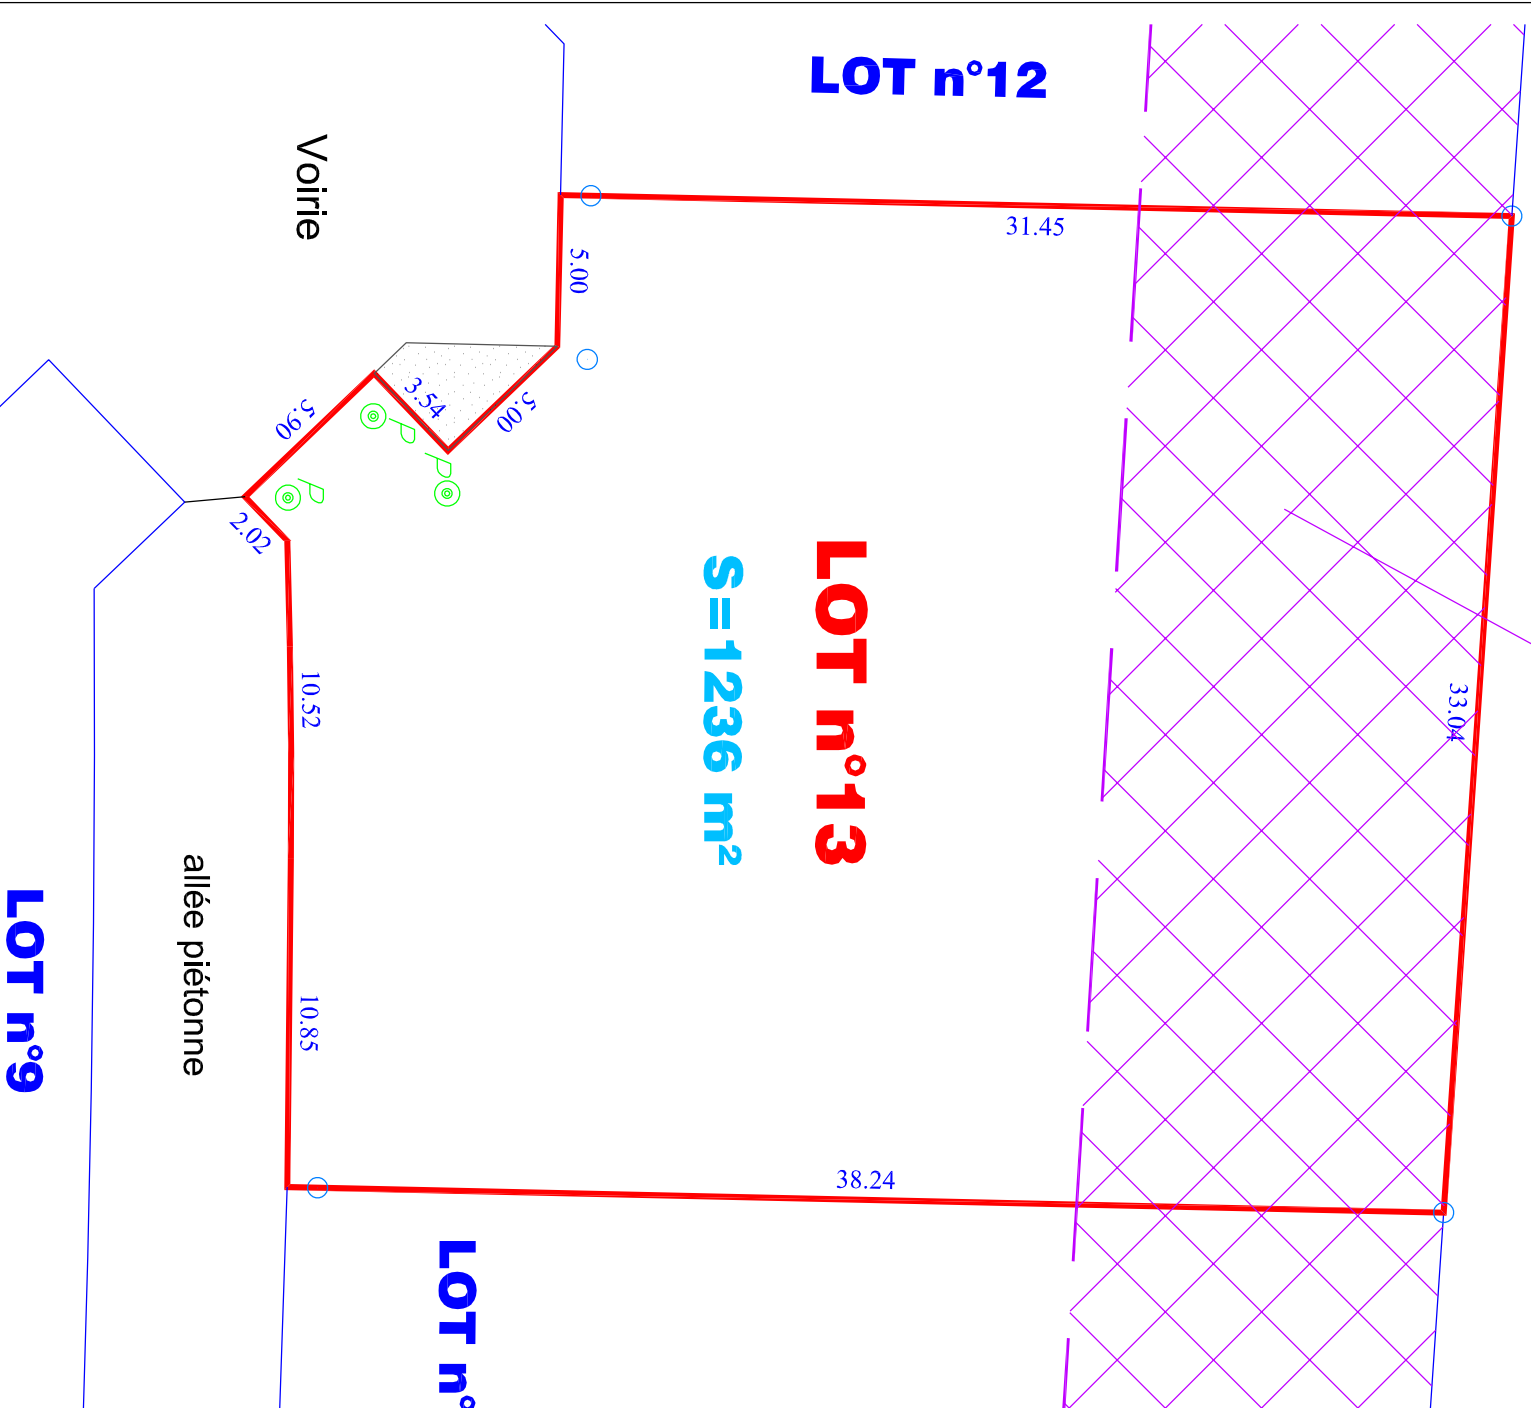 LOT n°12
Voirie
31.45
5.00
3.54
5.00
5.90
P
P
P
2.02
LOT n°13
S=1236 m²
33.04
10.52
allée piétonne
LOT n°9
10.85
38.24
LOT n°